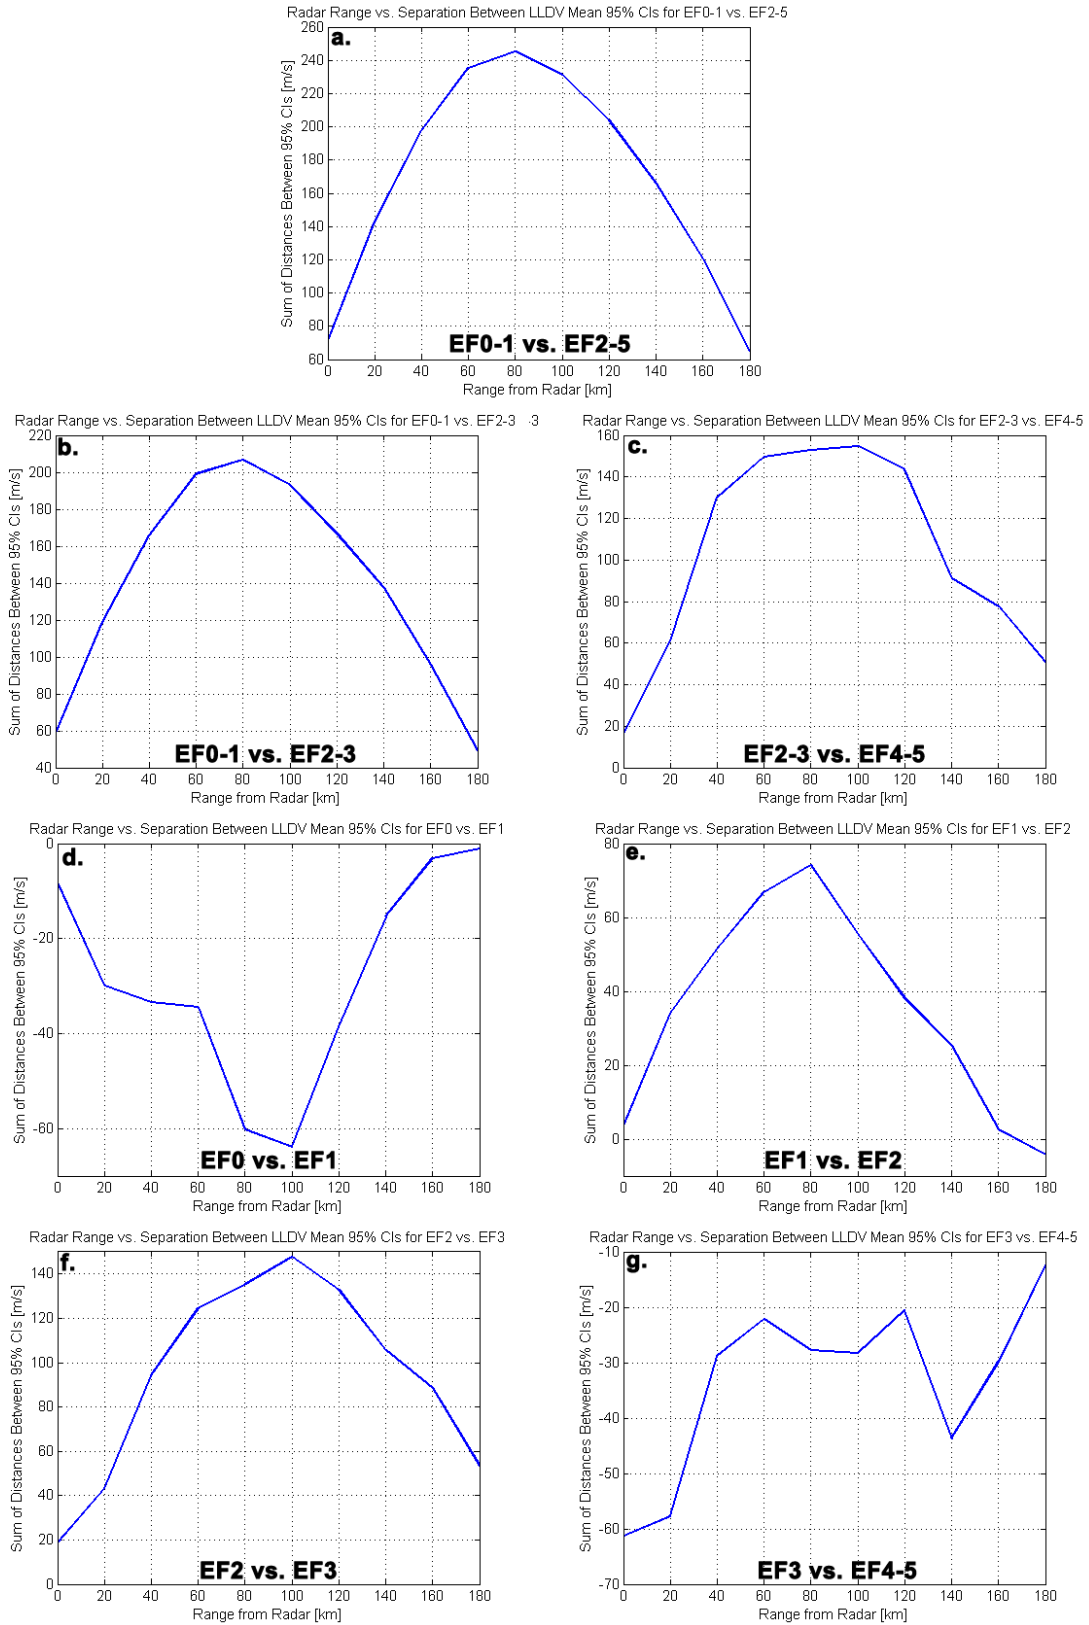 Radar Range vs. Separation Between LLDV Mean 95% CIs for EF0-1 vs. EF2-5
a.
Sum of Distances Between 95% CIs [m/s]
260
240
220
200
180
160
140
120
100
80
60
EF0-1 vs. EF2-5
0 20 40 60 80 100 120 140 160 180
Range from Radar [km]
Radar Range vs. Separation Between LLDV Mean 95% CIs for EF0-1 vs. EF2-3 -3
b.
Sum of Distances Between 95% CIs [m/s]
220
200
180
160
140
120
100
80
60
40
EF0-1 vs. EF2-3
0 20 40 60 80 100 120 140 160 180
Range from Radar [km]
Radar Range vs. Separation Between LLDV Mean 95% CIs for EF2-3 vs. EF4-5
c.
Sum of Distances Between 95% CIs [m/s]
160
140
120
100
80
60
40
20
0
EF2-3 vs. EF4-5
0 20 40 60 80 100 120 140 160 180
Range from Radar [km]
Radar Range vs. Separation Between LLDV Mean 95% CIs for EF0 vs. EF1
d.
Sum of Distances Between 95% CIs [m/s]
0
-20
-40
-60
EF0 vs. EF1
0 20 40 60 80 100 120 140 160 180
Range from Radar [km]
Radar Range vs. Separation Between LLDV Mean 95% CIs for EF1 vs. EF2
e.
Sum of Distances Between 95% CIs [m/s]
80
60
40
20
0
EF1 vs. EF2
0 20 40 60 80 100 120 140 160 180
Range from Radar [km]
Radar Range vs. Separation Between LLDV Mean 95% CIs for EF2 vs. EF3
f.
Sum of Distances Between 95% CIs [m/s]
140
120
100
80
60
40
20
0
EF2 vs. EF3
0 20 40 60 80 100 120 140 160 180
Range from Radar [km]
Radar Range vs. Separation Between LLDV Mean 95% CIs for EF3 vs. EF4-5
g.
Sum of Distances Between 95% CIs [m/s]
-10
-20
-30
-40
-50
-60
-70
EF3 vs. EF4-5
0 20 40 60 80 100 120 140 160 180
Range from Radar [km]